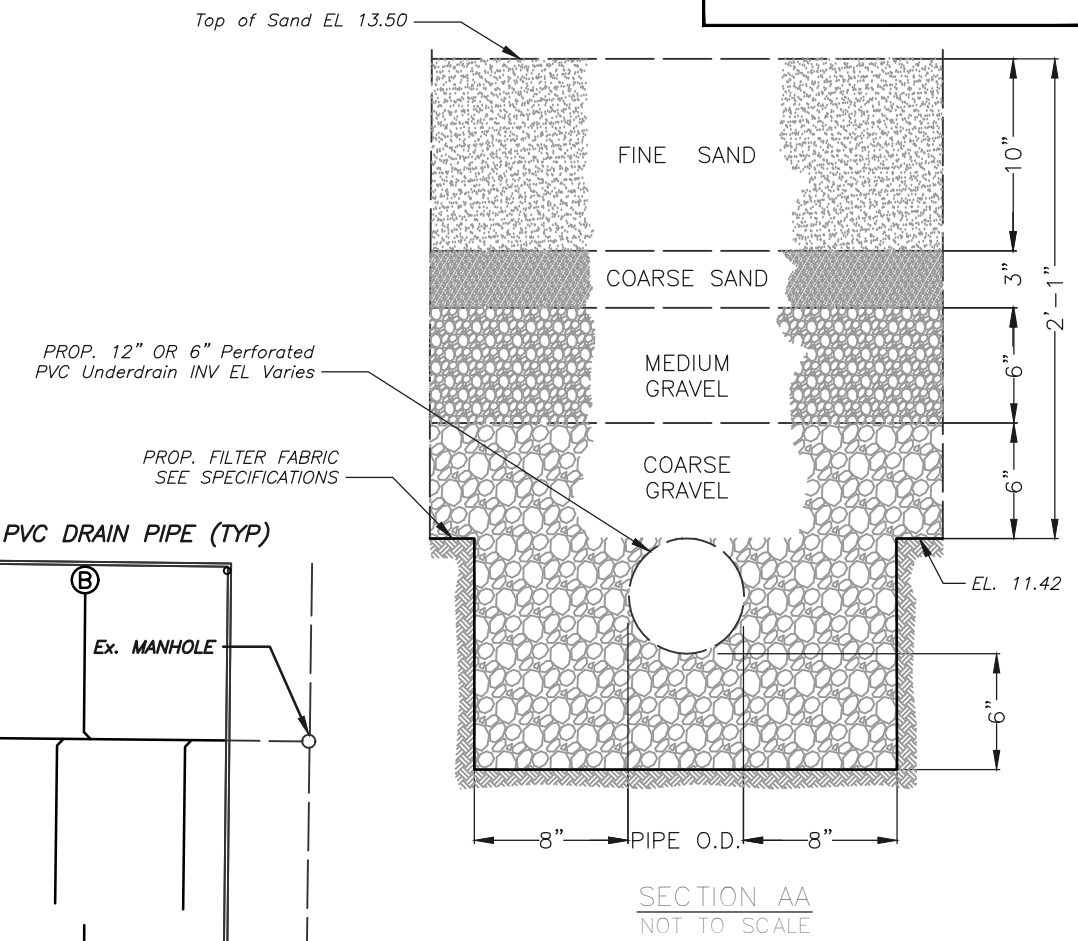 Top of Sand EL 13.50
FINE SAND
10"
COARSE SAND
3"
2'-1"
PROP. 12" OR 6" Perforated
PVC Underdrain INV EL Varies
MEDIUM
GRAVEL
6"
PROP. FILTER FABRIC
SEE SPECIFICATIONS
COARSE
GRAVEL
6"
PVC DRAIN PIPE (TYP)
B
EL. 11.42
Ex. MANHOLE
6"
8"
PIPE O.D.
8"
SECTION AA
NOT TO SCALE